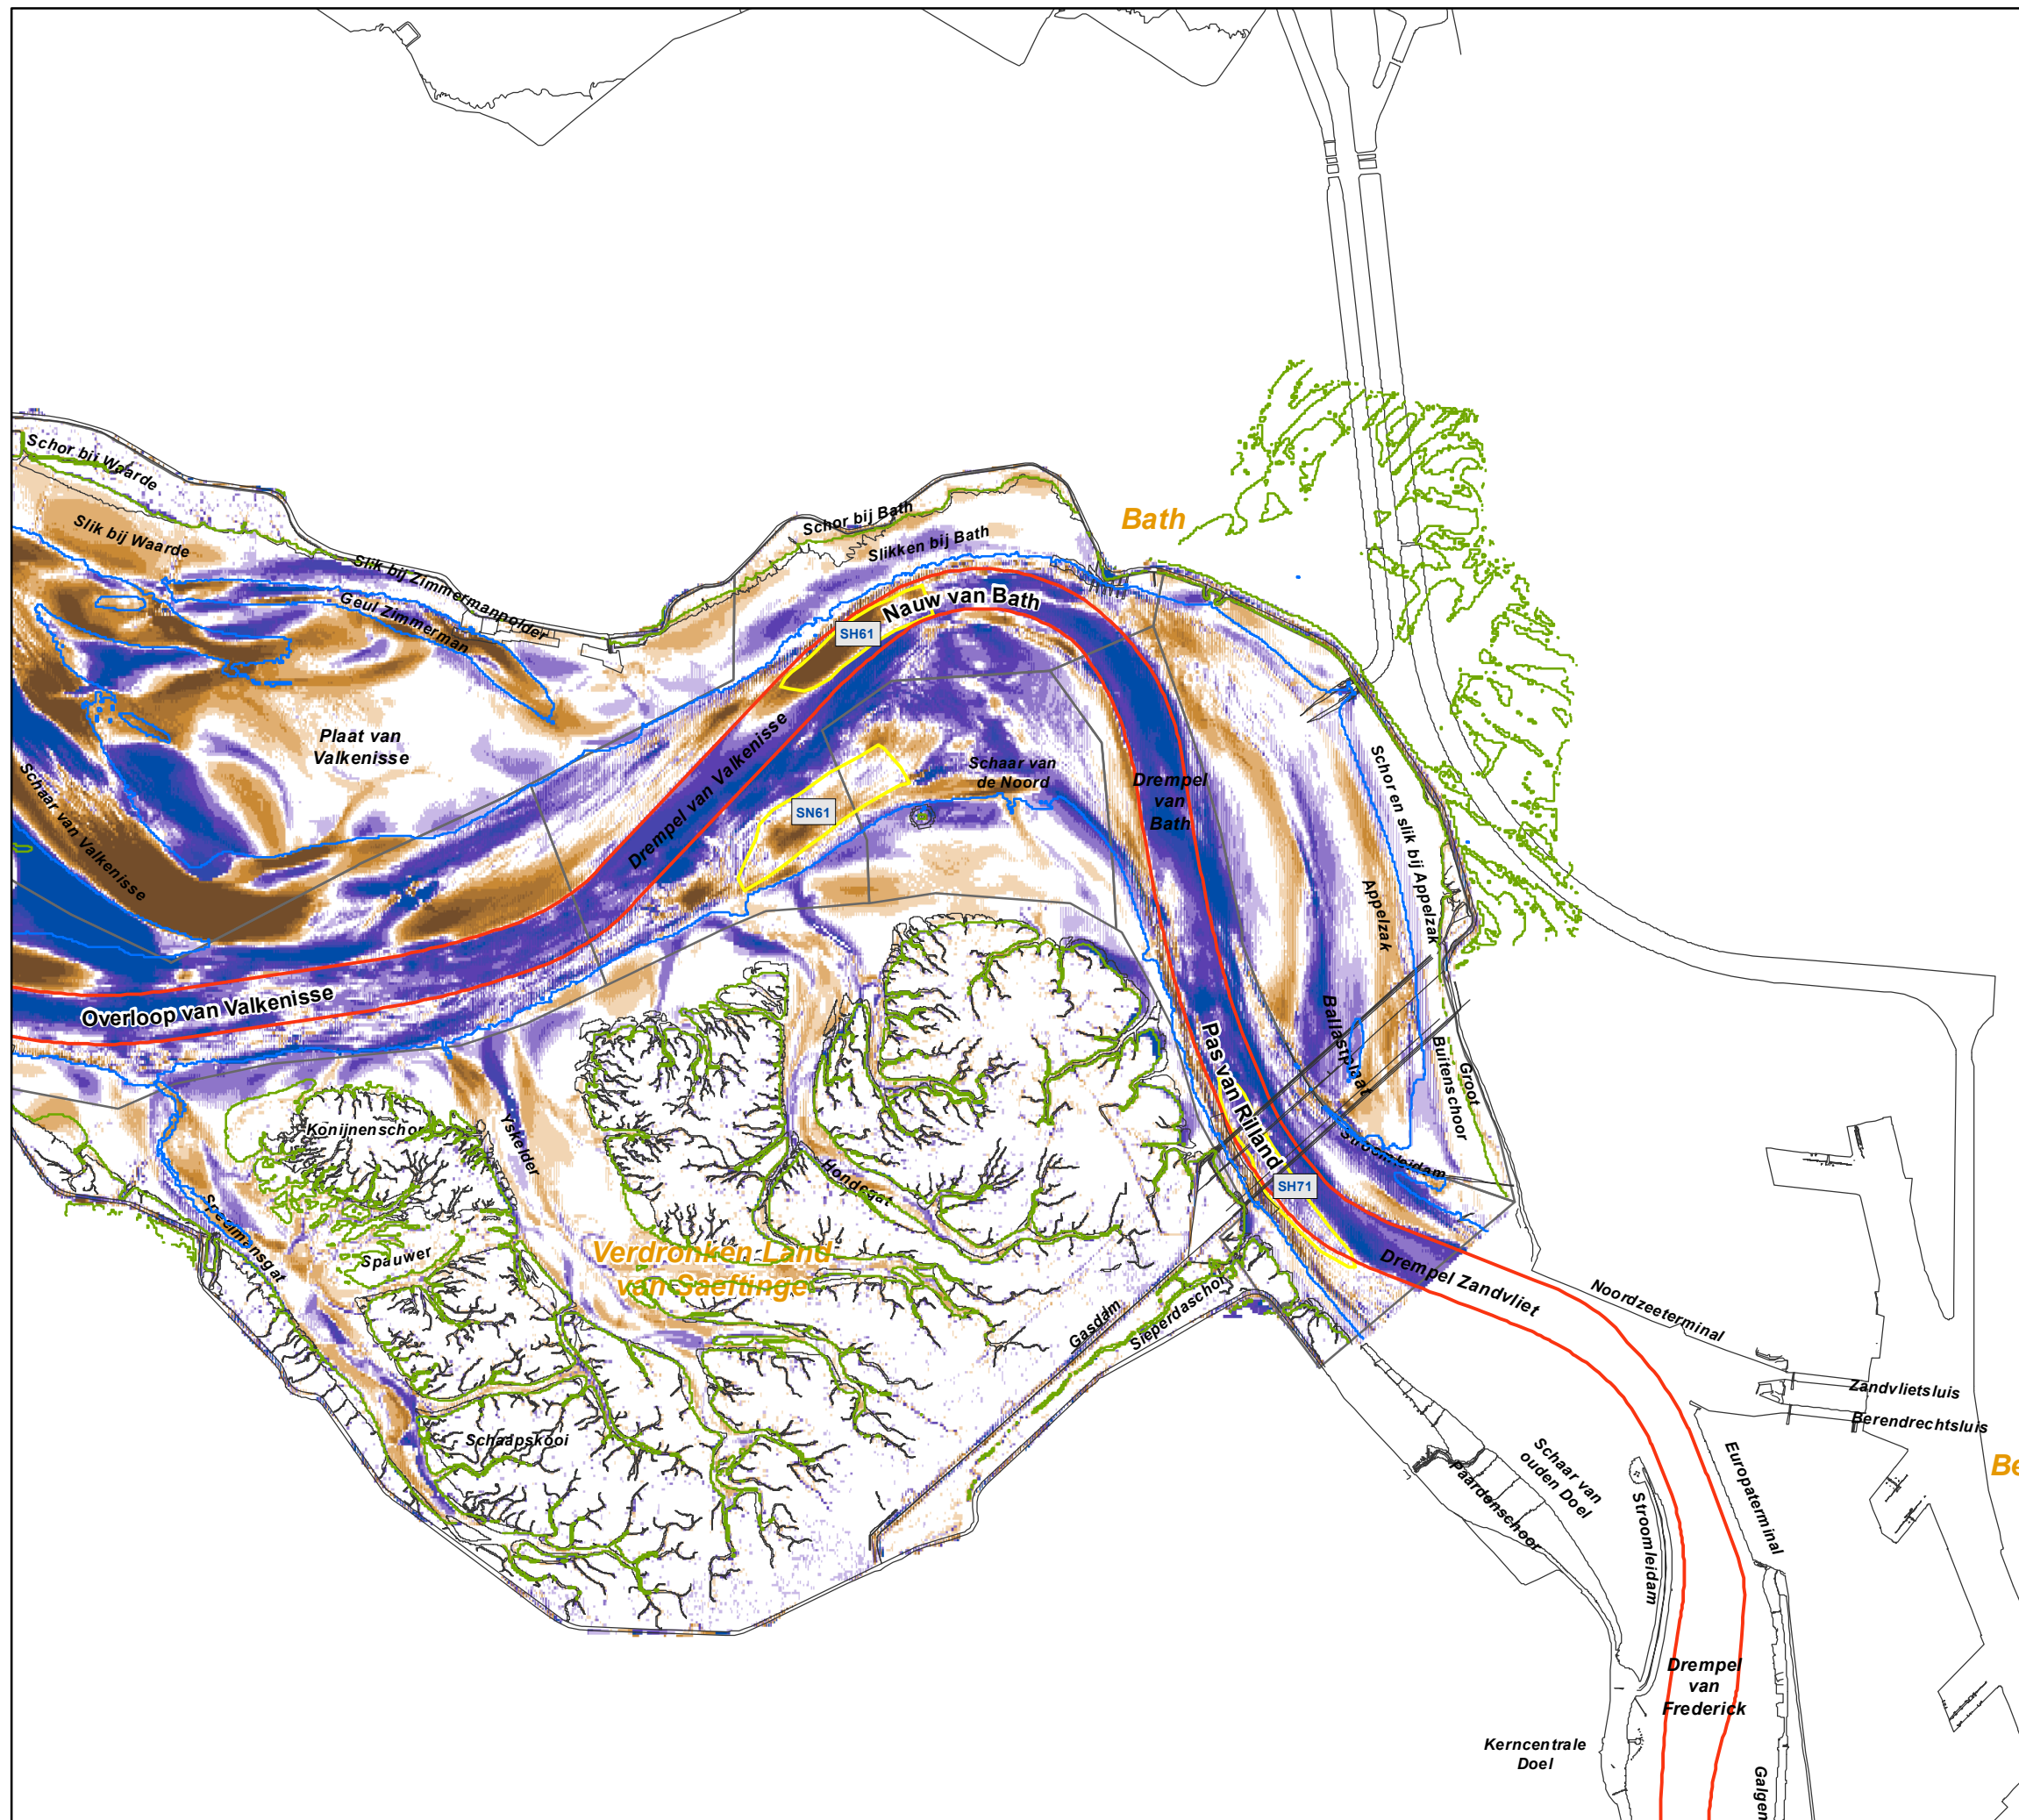 Schor bij Waarde
Slik bij Waarde
Slik bij Zimmermanpolder
Geul Zimmerman
Schor bij Bath
Slikken bij Bath
Bath
Nauw van Bath
SH61
Plaat van
Valkenisse
Schaar van Valkenisse
Drempel van Valkenisse
SN61
Schaar van
de Noord
Drempel
van
Bath
Schor en slik bij Appelzak
Appelzak
Overloop van Valkenisse
Ballastplaat
Groot
Buitenschoor
Pas van Rilland
Stroomleidam
SH71
Konijnenschor
IJskelder
Hondegat
Speelmansgat
Spauwer
Verdronken Land
van Saeftinge
Gasdam
Sieperdaschor
Drempel Zandvliet
Noordzeeterminal
Zandvlietsluis
Berendrechtsluis
Schaapskooi
Schaar van
ouden Doel
Paardenschoor
Stroomleidam
Europaterminal
Be
Drempel
van
Frederick
Kerncentrale
Doel
Galgen